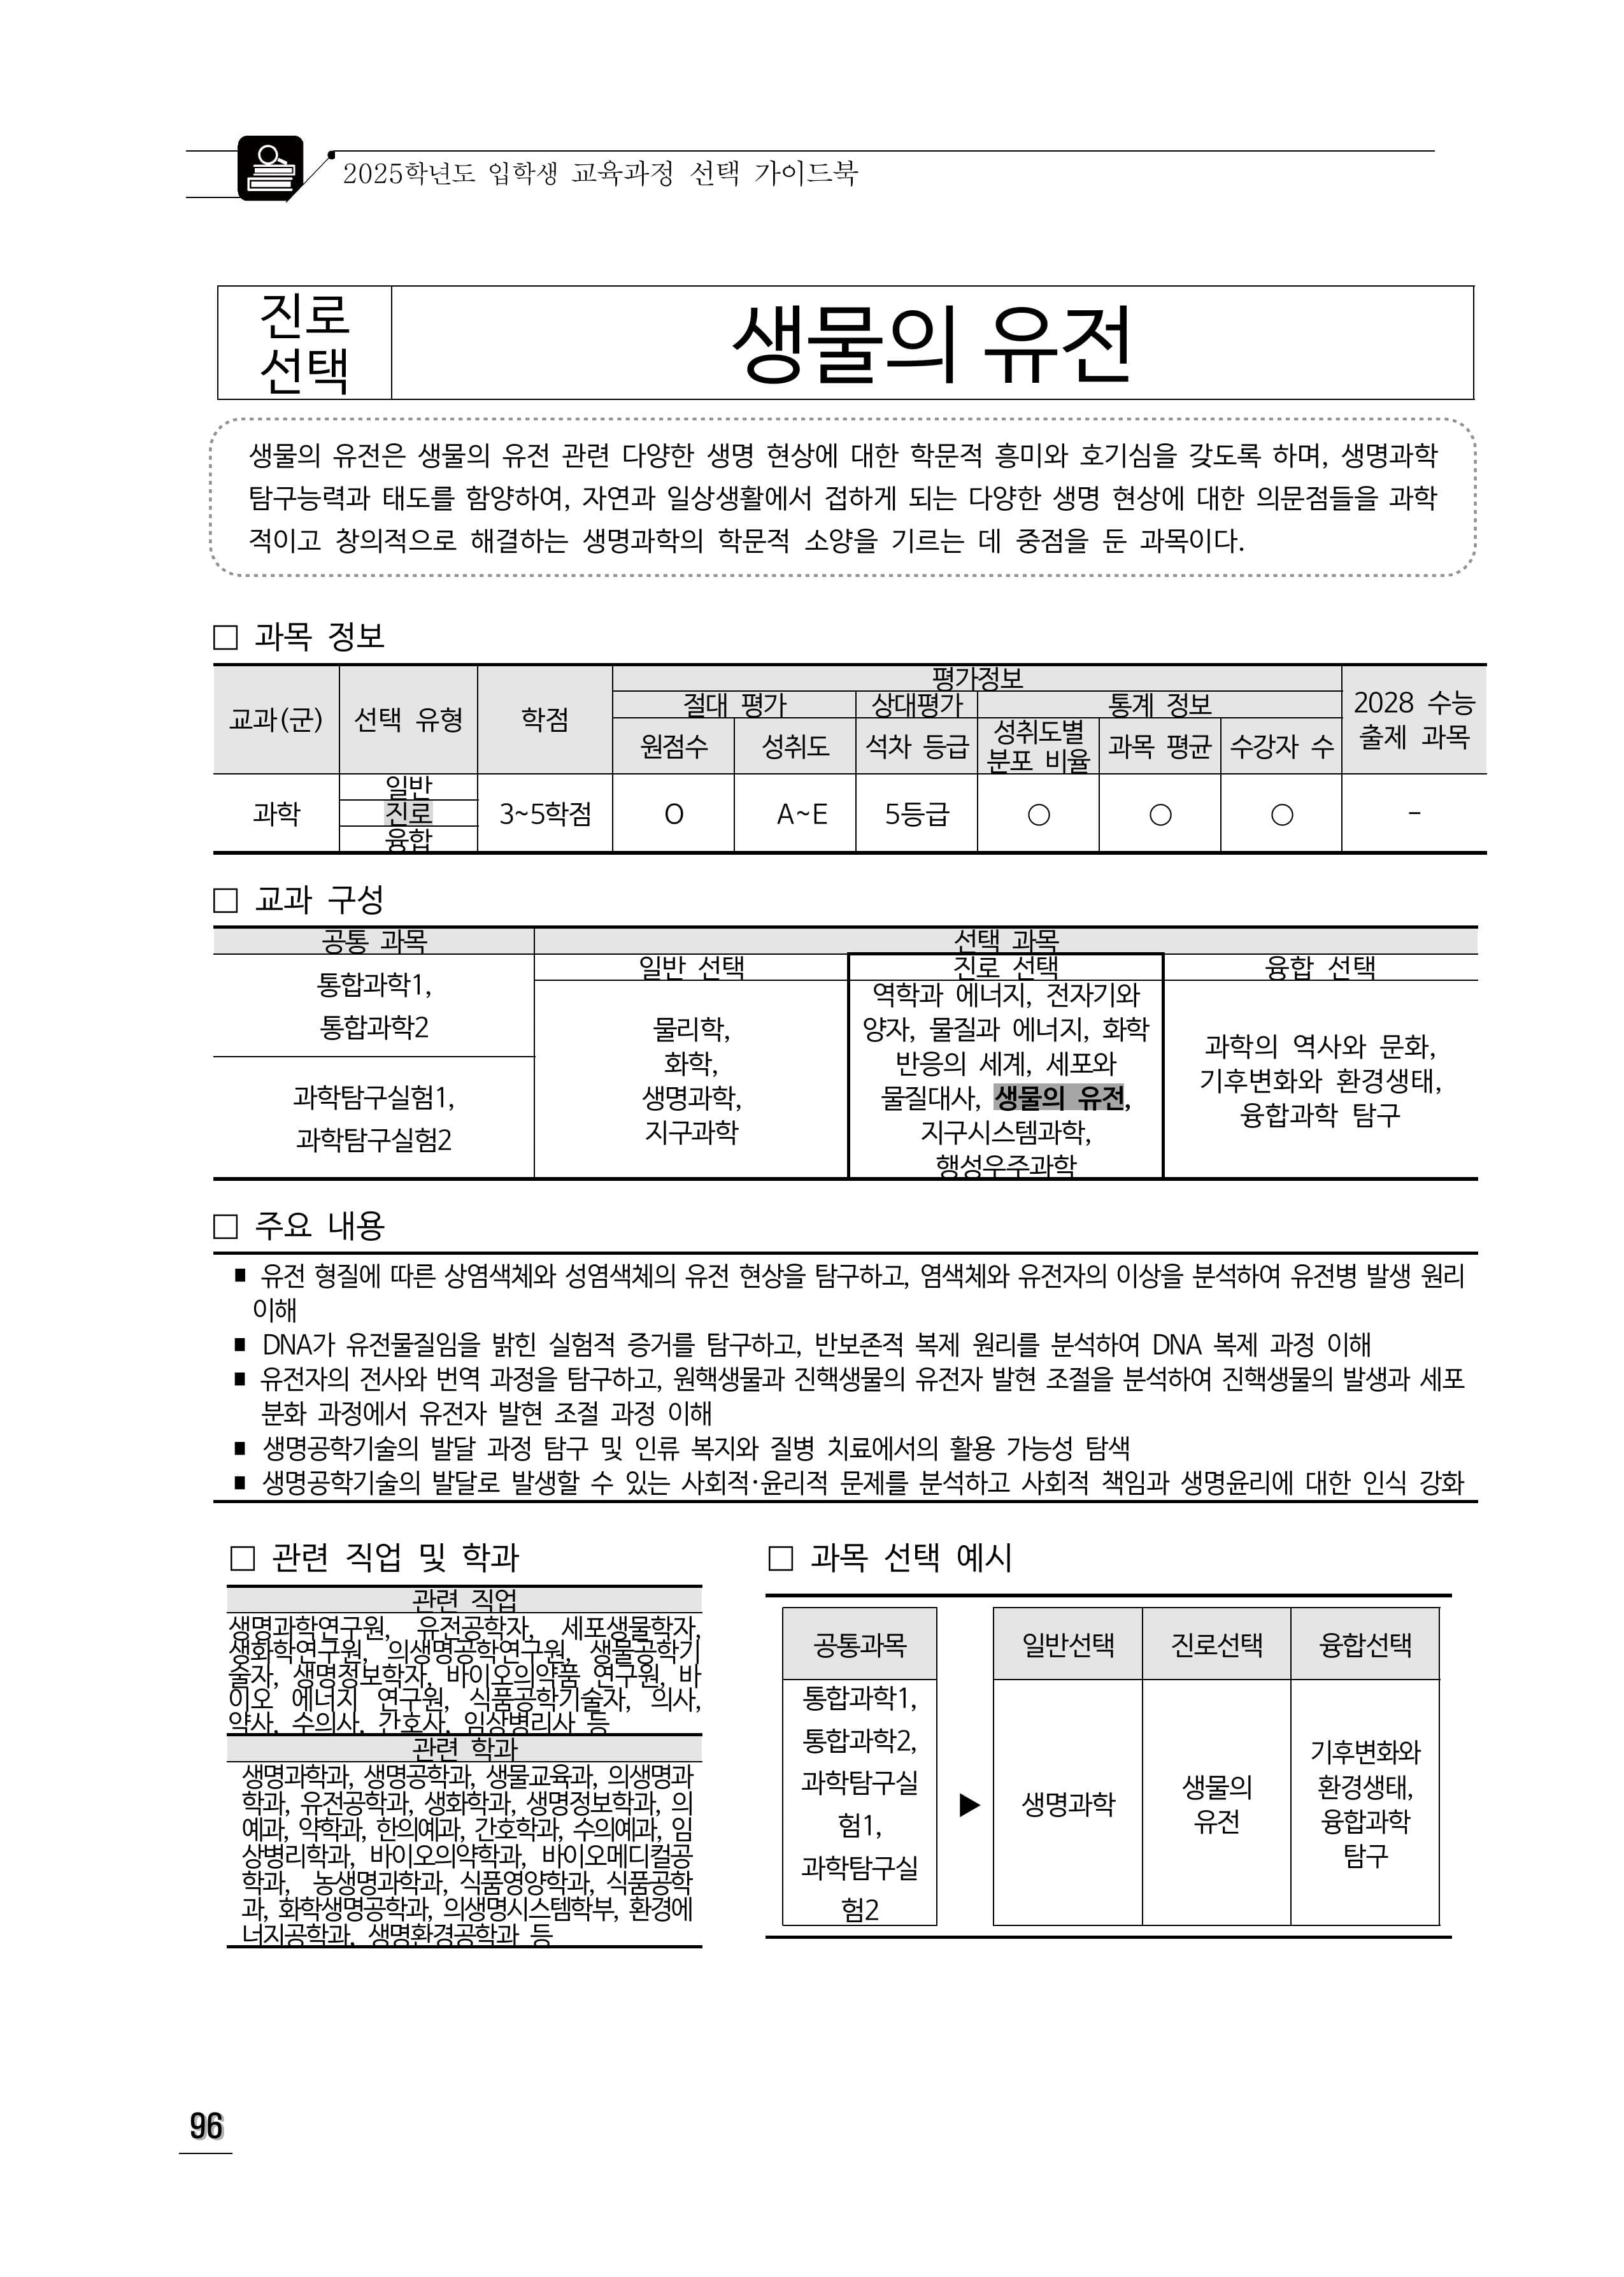 2025학년도 입학생 교육과정 선택 가이드북
진로
선택
생물의 유전
생물의 유전은 생물의 유전 관련 다양한 생명 현상에 대한 학문적 흥미와 호기심을 갖도록 하며, 생명과학
탐구능력과 태도를 함양하여, 자연과 일상생활에서 접하게 되는 다양한 생명 현상에 대한 의문점들을 과학
적이고 창의적으로 해결하는 생명과학의 학문적 소양을 기르는 데 중점을 둔 과목이다.
□ 과목 정보
교과(군)
선택 유형
학점
평가정보
절대 평가
상대평가
통계 정보
원점수
성취도
석차 등급
성취도별
분포 비율
과목 평균
수강자 수
2028 수능
출제 과목
과학
일반
진로
융합
3~5학점
O
A~E
5등급
○
○
○
-
□ 교과 구성
공통 과목
선택 과목
일반 선택
진로 선택
융합 선택
통합과학1,
통합과학2
과학탐구실험1,
과학탐구실험2
물리학,
화학,
생명과학,
지구과학
역학과 에너지, 전자기와
양자, 물질과 에너지, 화학
반응의 세계, 세포와
물질대사, 생물의 유전,
지구시스템과학,
행성우주과학
과학의 역사와 문화,
기후변화와 환경생태,
융합과학 탐구
□ 주요 내용
■ 유전 형질에 따른 상염색체와 성염색체의 유전 현상을 탐구하고, 염색체와 유전자의 이상을 분석하여 유전병 발생 원리
이해
■ DNA가 유전물질임을 밝힌 실험적 증거를 탐구하고, 반보존적 복제 원리를 분석하여 DNA 복제 과정 이해
■ 유전자의 전사와 번역 과정을 탐구하고, 원핵생물과 진핵생물의 유전자 발현 조절을 분석하여 진핵생물의 발생과 세포
분화 과정에서 유전자 발현 조절 과정 이해
■ 생명공학기술의 발달 과정 탐구 및 인류 복지와 질병 치료에서의 활용 가능성 탐색
■ 생명공학기술의 발달로 발생할 수 있는 사회적·윤리적 문제를 분석하고 사회적 책임과 생명윤리에 대한 인식 강화
□ 관련 직업 및 학과
관련 직업
생명과학연구원, 유전공학자, 세포생물학자,
생화학연구원, 의생명공학연구원, 생물공학기
술자, 생명정보학자, 바이오의약품 연구원, 바
이오 에너지 연구원, 식품공학기술자, 의사,
약사, 수의사, 간호사, 임상병리사 등
관련 학과
생명과학과, 생명공학과, 생물교육과, 의생명과
학과, 유전공학과, 생화학과, 생명정보학과, 의
예과, 약학과, 한의예과, 간호학과, 수의예과, 임
상병리학과, 바이오의약학과, 바이오메디컬공
학과, 농생명과학과, 식품영양학과, 식품공학
과, 화학생명공학과, 의생명시스템학부, 환경에
너지공학과, 생명환경공학과 등
□ 과목 선택 예시
공통과목
일반선택
진로선택
융합선택
통합과학1,
통합과학2,
과학탐구실
험1,
과학탐구실
험2
▶
생명과학
생물의
유전
기후변화와
환경생태,
융합과학
탐구
96